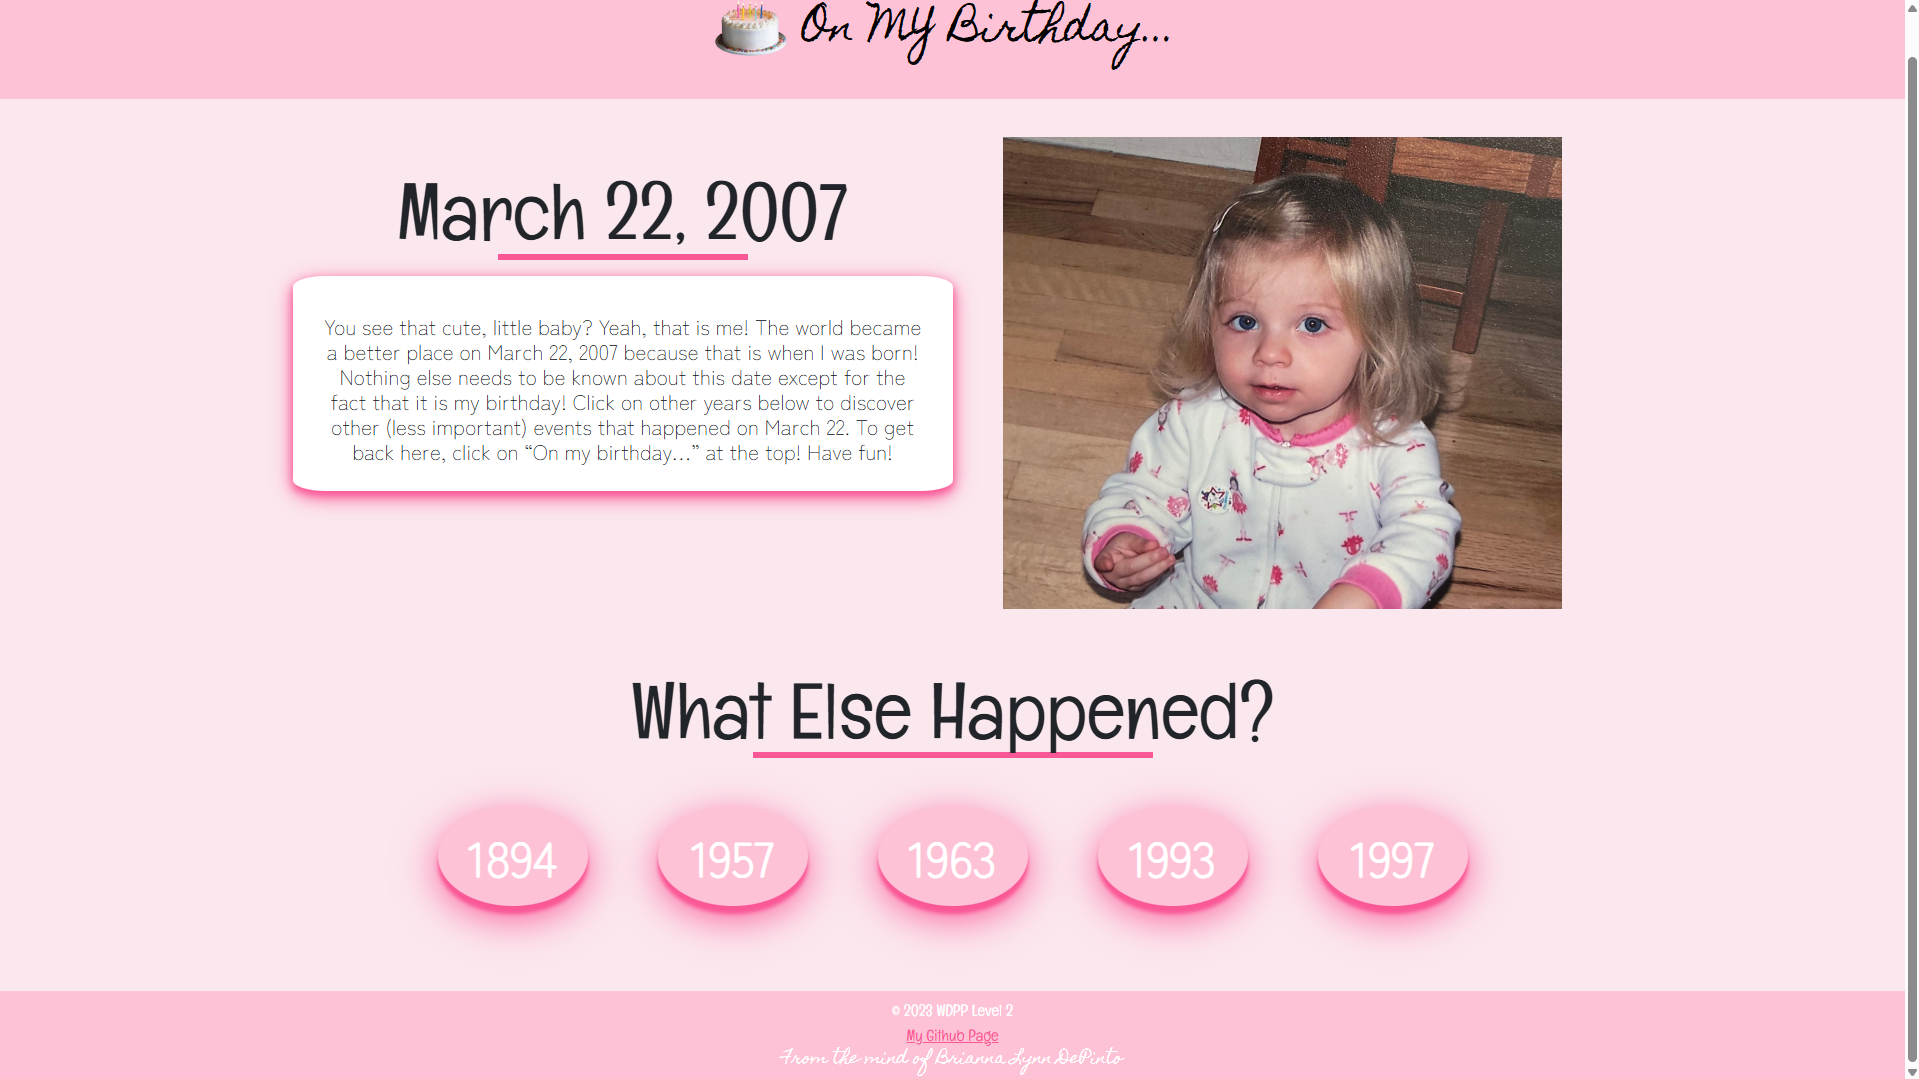 On MY Birthday...
March 22, 2007
You see that cute, little baby? Yeah, that is me! The world became
a better place on March 22, 2007 because that is when I was born!
Nothing else needs to be known about this date except for the
fact that it is my birthday! Click on other years below to discover
other (less important) events that happened on March 22. To get
back here, click on “On my birthday...” at the top! Have fun!
What Else Happened?
1894
1957
1963
1993
1997
© 2023 WDPP Level 2
My Github Page
From the mind of Brianna Lynn DePinto